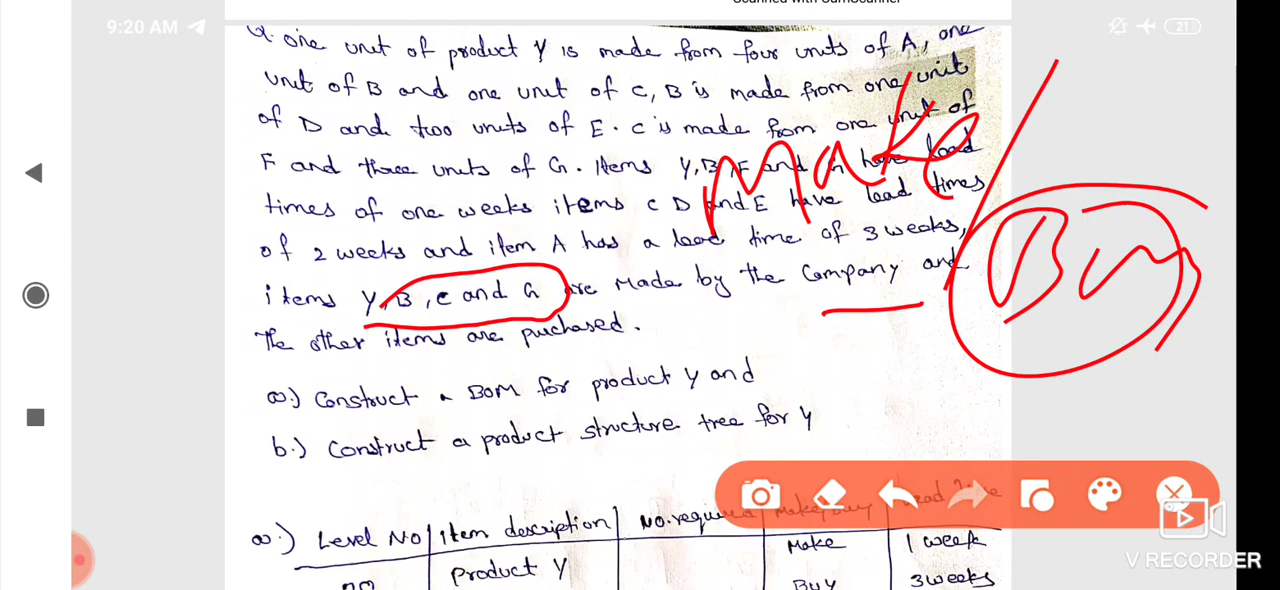 Scanned with CamScanner
9:20 AM
21
Q. one unit of product Y is made from four units of A, one
unit of B and one unit of C, B is made from one unit
of D and two units of E. C is made from one unit of
F and three units of G. Items Y, B, F and G have lead
times of one weeks items C D and E have lead times
of 2 weeks and item A has a lead time of 3 weeks,
items Y, B, C and G are made by the Company and
The other items are purchased.
Make
Buy
a.) Construct a BOM for product Y and
b.) Construct a product structure tree for Y
a.) Level No Item description No. required Make/Buy Lead Time
Product Y Make 1 week
Buy 3 weeks
V RECORDER